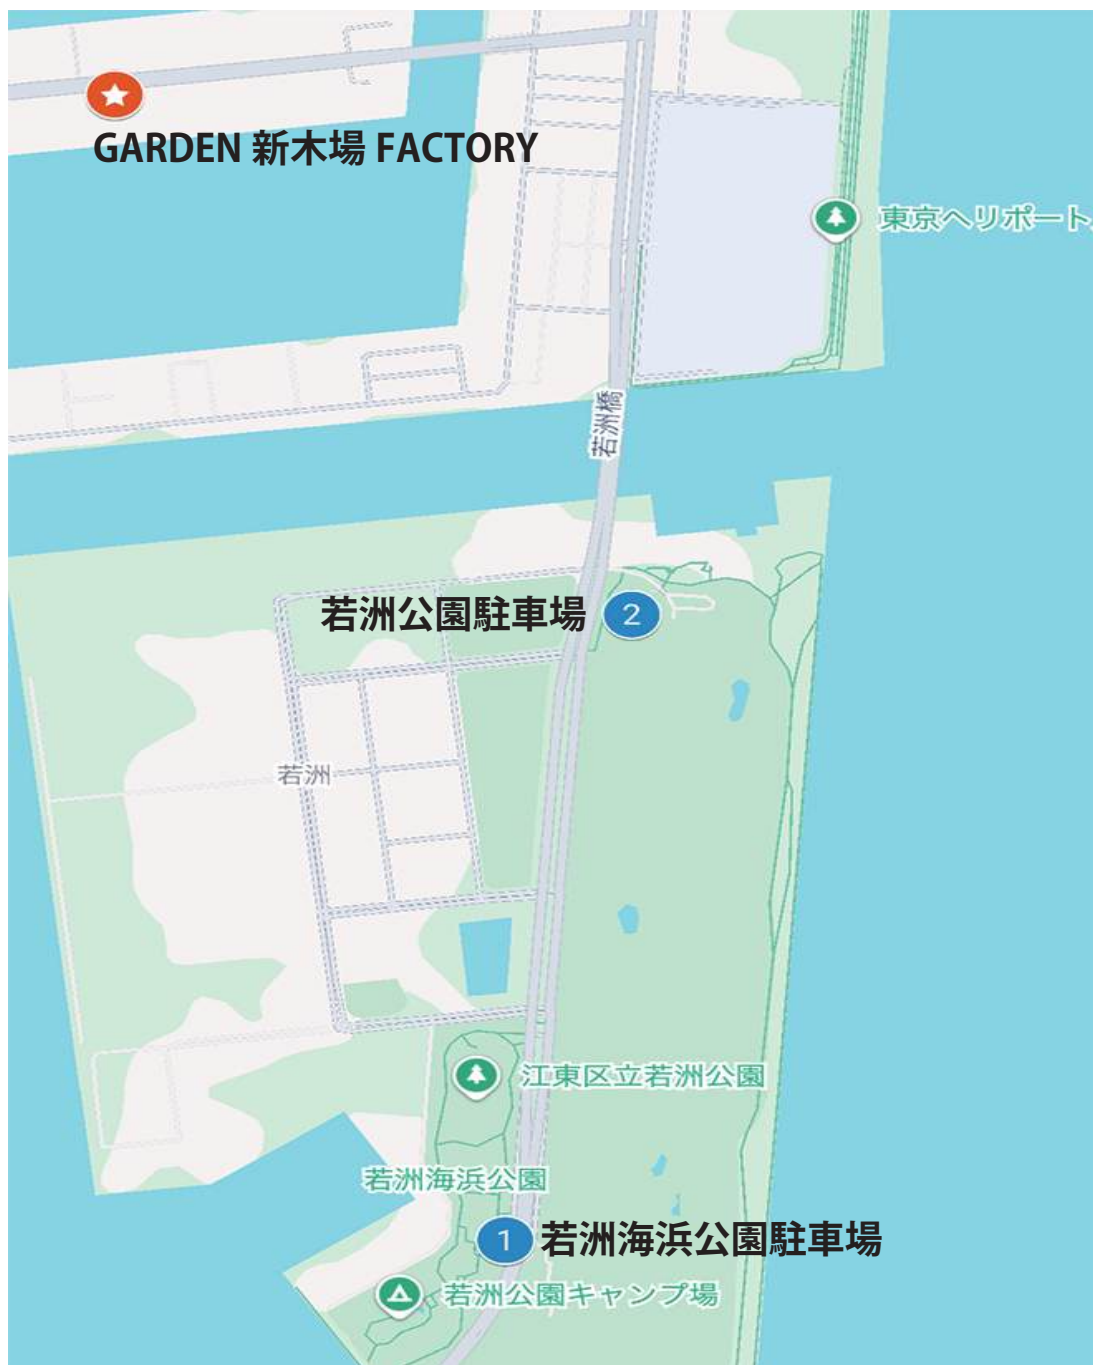 GARDEN 新木場 FACTORY
東京ヘリポート
若洲橋
若洲公園駐車場
2
若洲
江東区立若洲公園
若洲海浜公園
1
若洲海浜公園駐車場
若洲公園キャンプ場